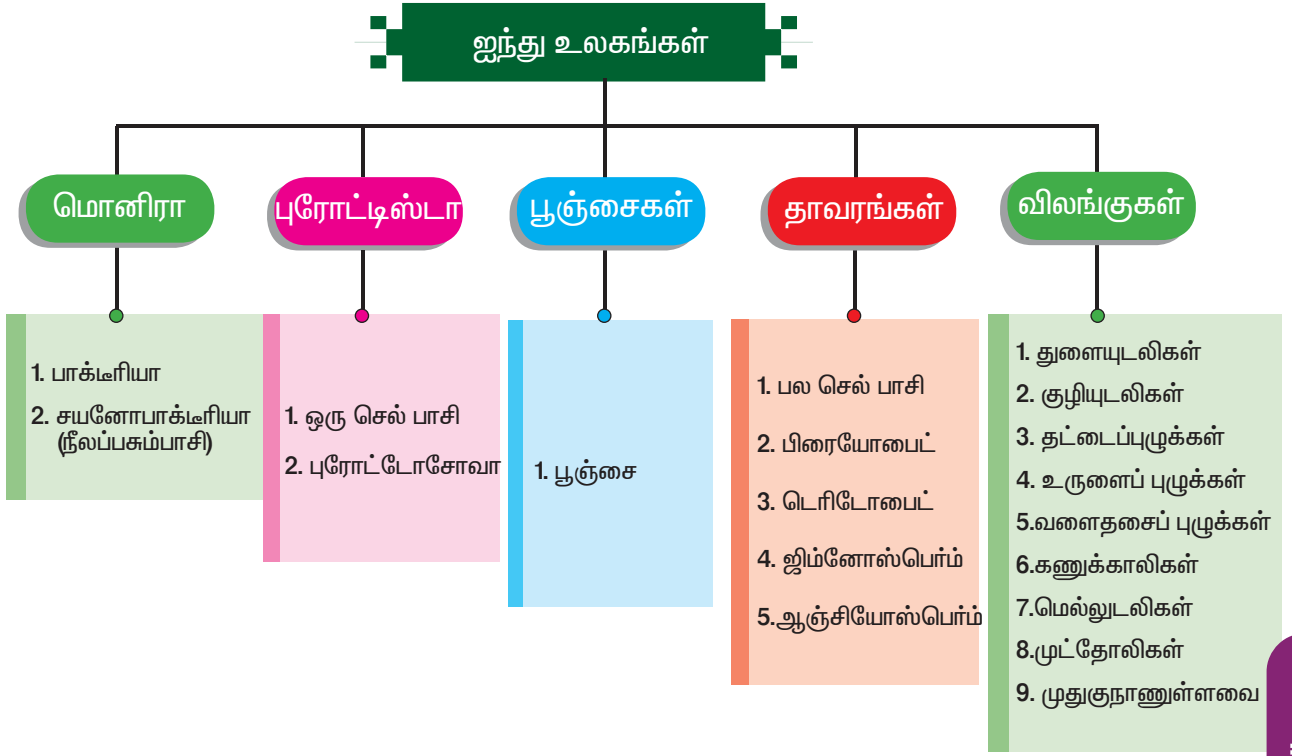 ஐந்து உலகங்கள்
மொனிரா
1. பாக்டீரியா
2. சயனோபாக்டீரியா
(நீலப்பசும்பாசி)
புரோட்டிஸ்டா
1. ஒரு செல் பாசி
2. புரோட்டோசோவா
பூஞ்சைகள்
1. பூஞ்சை
தாவரங்கள்
1. பல செல் பாசி
2. பிரையோபைட்
3. டெரிடோபைட்
4. ஜிம்னோஸ்பெர்ம்
5.ஆஞ்சியோஸ்பெர்ம்
விலங்குகள்
1. துளையுடலிகள்
2. குழியுடலிகள்
3. தட்டைப்புழுக்கள்
4. உருளைப் புழுக்கள்
5.வளைதசைப் புழுக்கள்
6.கணுக்காலிகள்
7.மெல்லுடலிகள்
8.முட்தோலிகள்
9. முதுகுநாணுள்ளவை